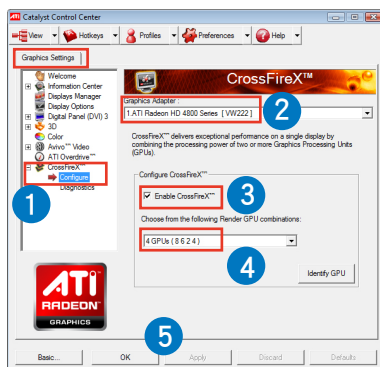 Catalyst Control Center
View Hotkeys Profiles Preferences Help
Graphics Settings
Welcome
Information Center
Displays Manager
Display Options
Digital Panel (DVI) 3
3D
Color
Avivo™ Video
ATI Overdrive™
CrossFireX™
Configure
Diagnostics
1
ATI
RADEON
GRAPHICS
CrossFireX™
Graphics Adapter :
1.ATI Radeon HD 4800 Series [ VW222 ]
2
CrossFireX™ delivers exceptional performance on a single display by
combining the processing power of two or more Graphics Processing Units
(GPUs).
Configure CrossFireX™
Enable CrossFireX™
3
Choose from the following Render GPU combinations:
4 GPUs ( 8 6 2 4 )
4
Identify GPU
5
Basic... OK Apply Discard Defaults